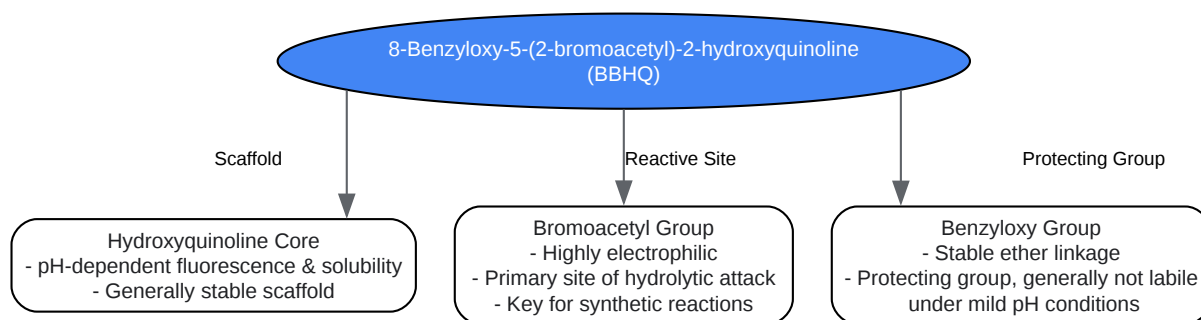 8-Benzyloxy-5-(2-bromoacetyl)-2-hydroxyquinoline
(BBHQ)
Scaffold
Reactive Site
Protecting Group
Hydroxyquinoline Core
- pH-dependent fluorescence & solubility
- Generally stable scaffold
Bromoacetyl Group
- Highly electrophilic
- Primary site of hydrolytic attack
- Key for synthetic reactions
Benzyloxy Group
- Stable ether linkage
- Protecting group, generally not labile
under mild pH conditions